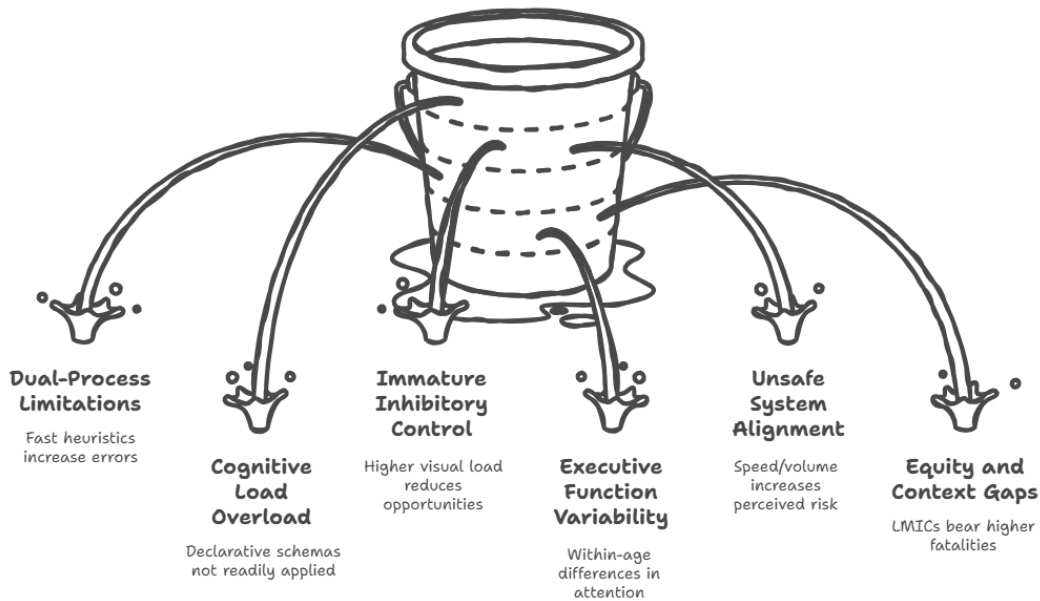 Dual-Process
Limitations
Fast heuristics
increase errors
Cognitive
Load
Overload
Declarative schemas
not readily applied
Immature
Inhibitory
Control
Higher visual load
reduces
opportunities
Executive
Function
Variability
Within-age
differences in
attention
Unsafe
System
Alignment
Speed/volume
increases
perceived risk
Equity and
Context Gaps
LMICs bear higher
fatalities